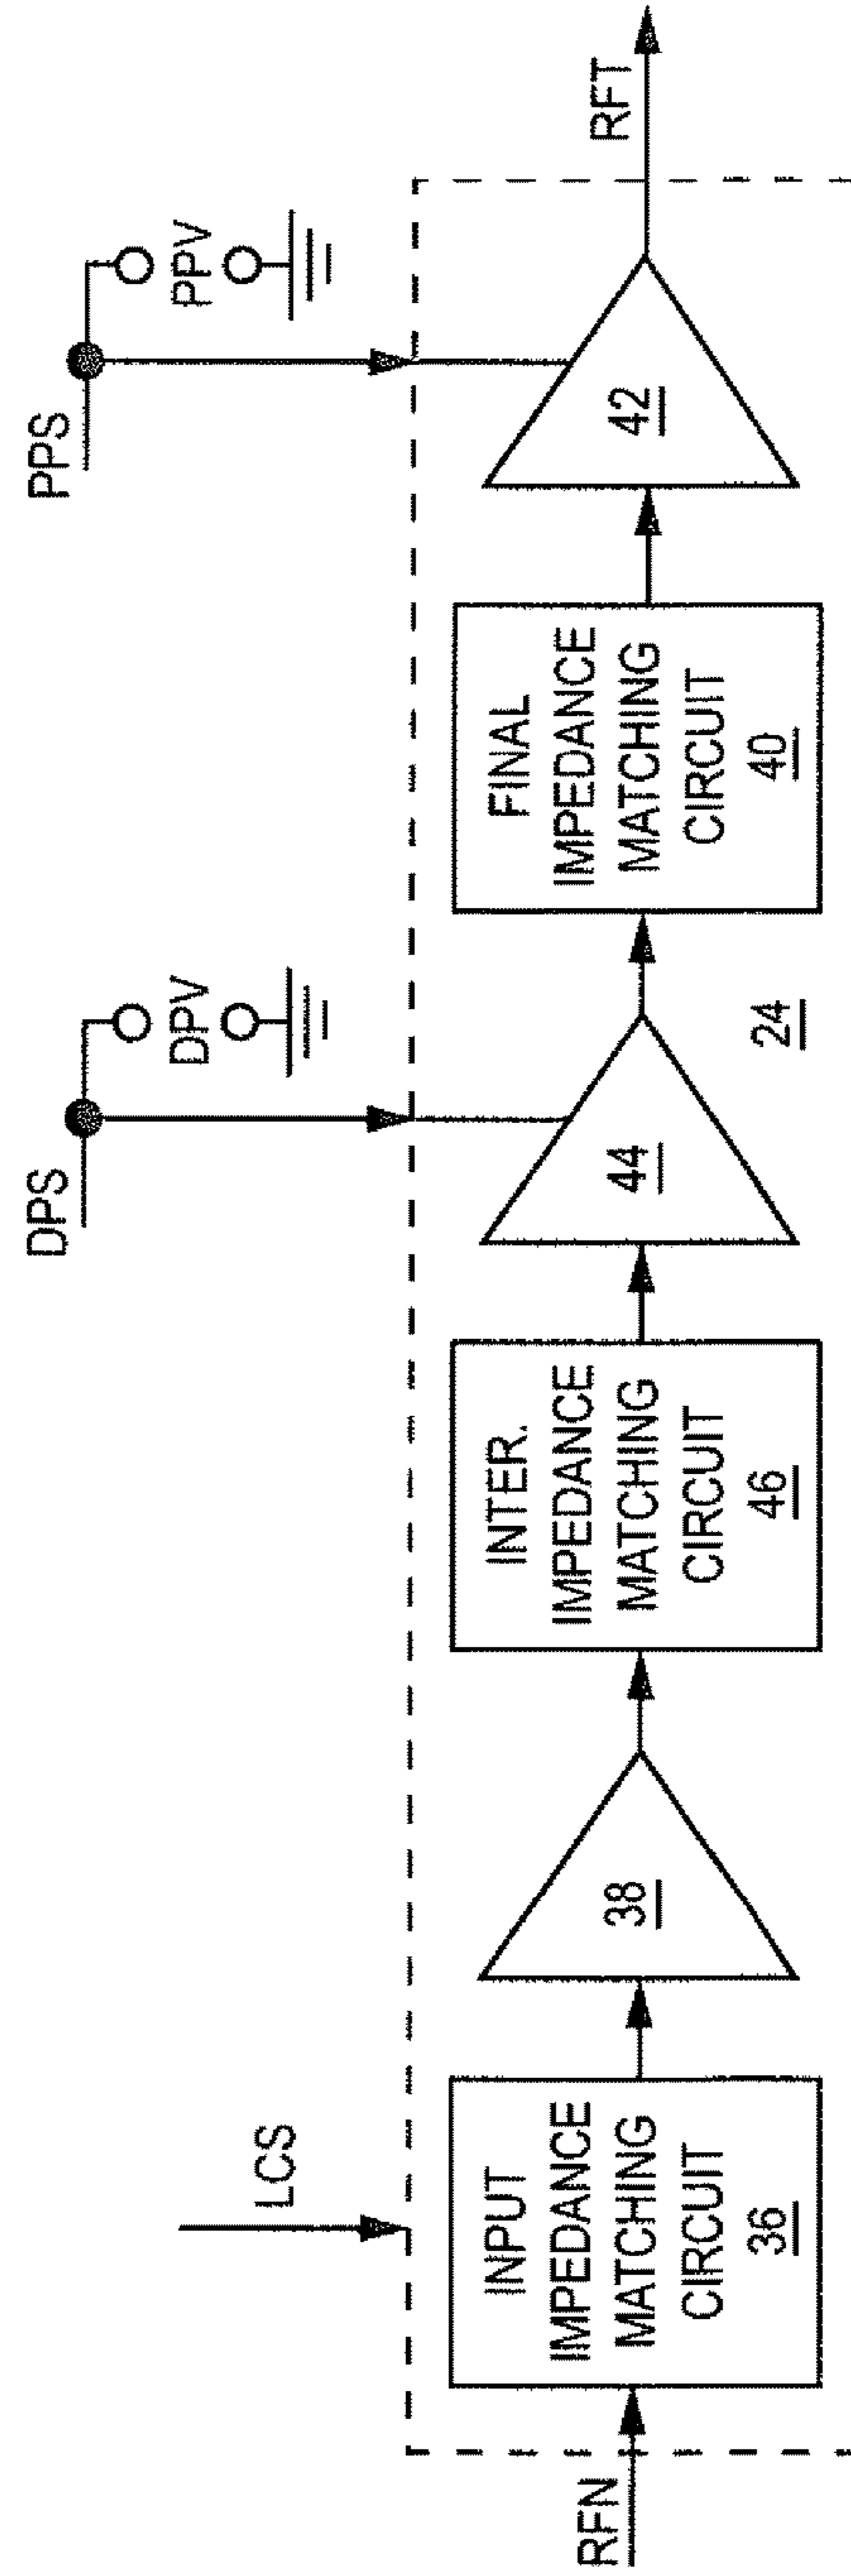 DPS
DPV
PPS
PPV
LCS
RFN
INPUT
IMPEDANCE
MATCHING
CIRCUIT
36
38
INTER.
IMPEDANCE
MATCHING
CIRCUIT
46
44
24
FINAL
IMPEDANCE
MATCHING
CIRCUIT
40
42
RFT